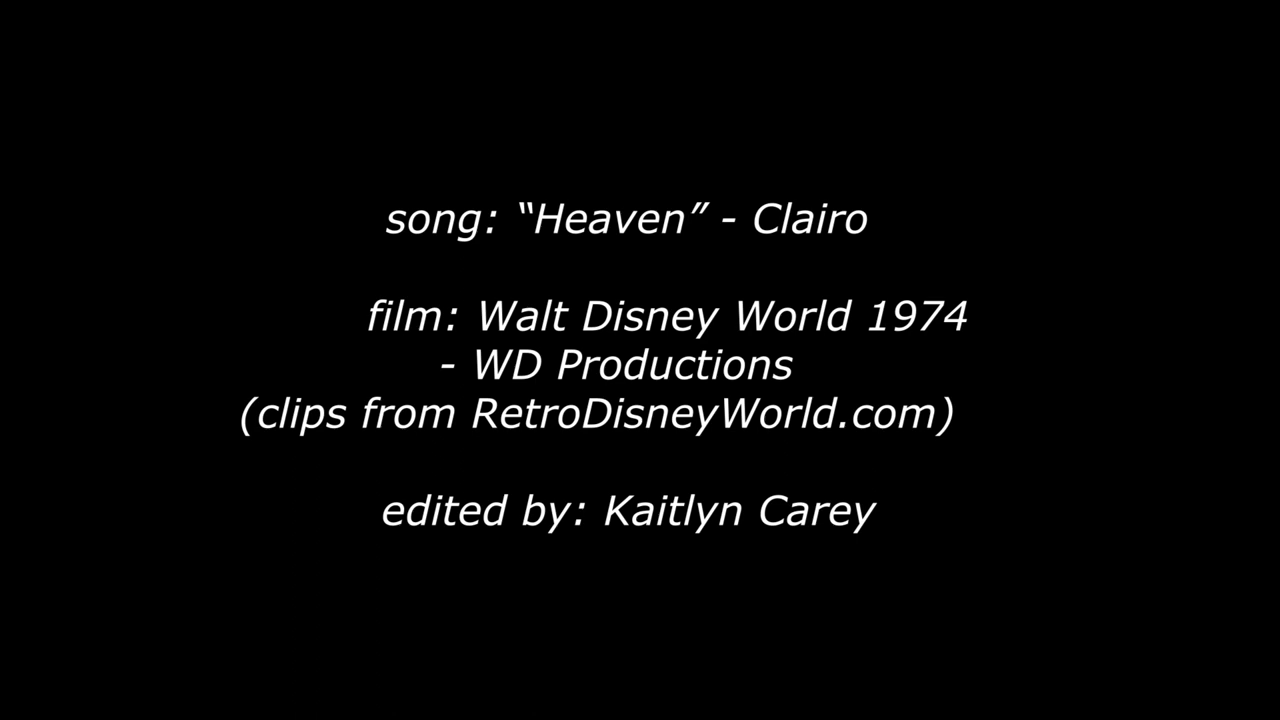 song: “Heaven” - Clairo
film: Walt Disney World 1974
- WD Productions
(clips from RetroDisneyWorld.com)
edited by: Kaitlyn Carey